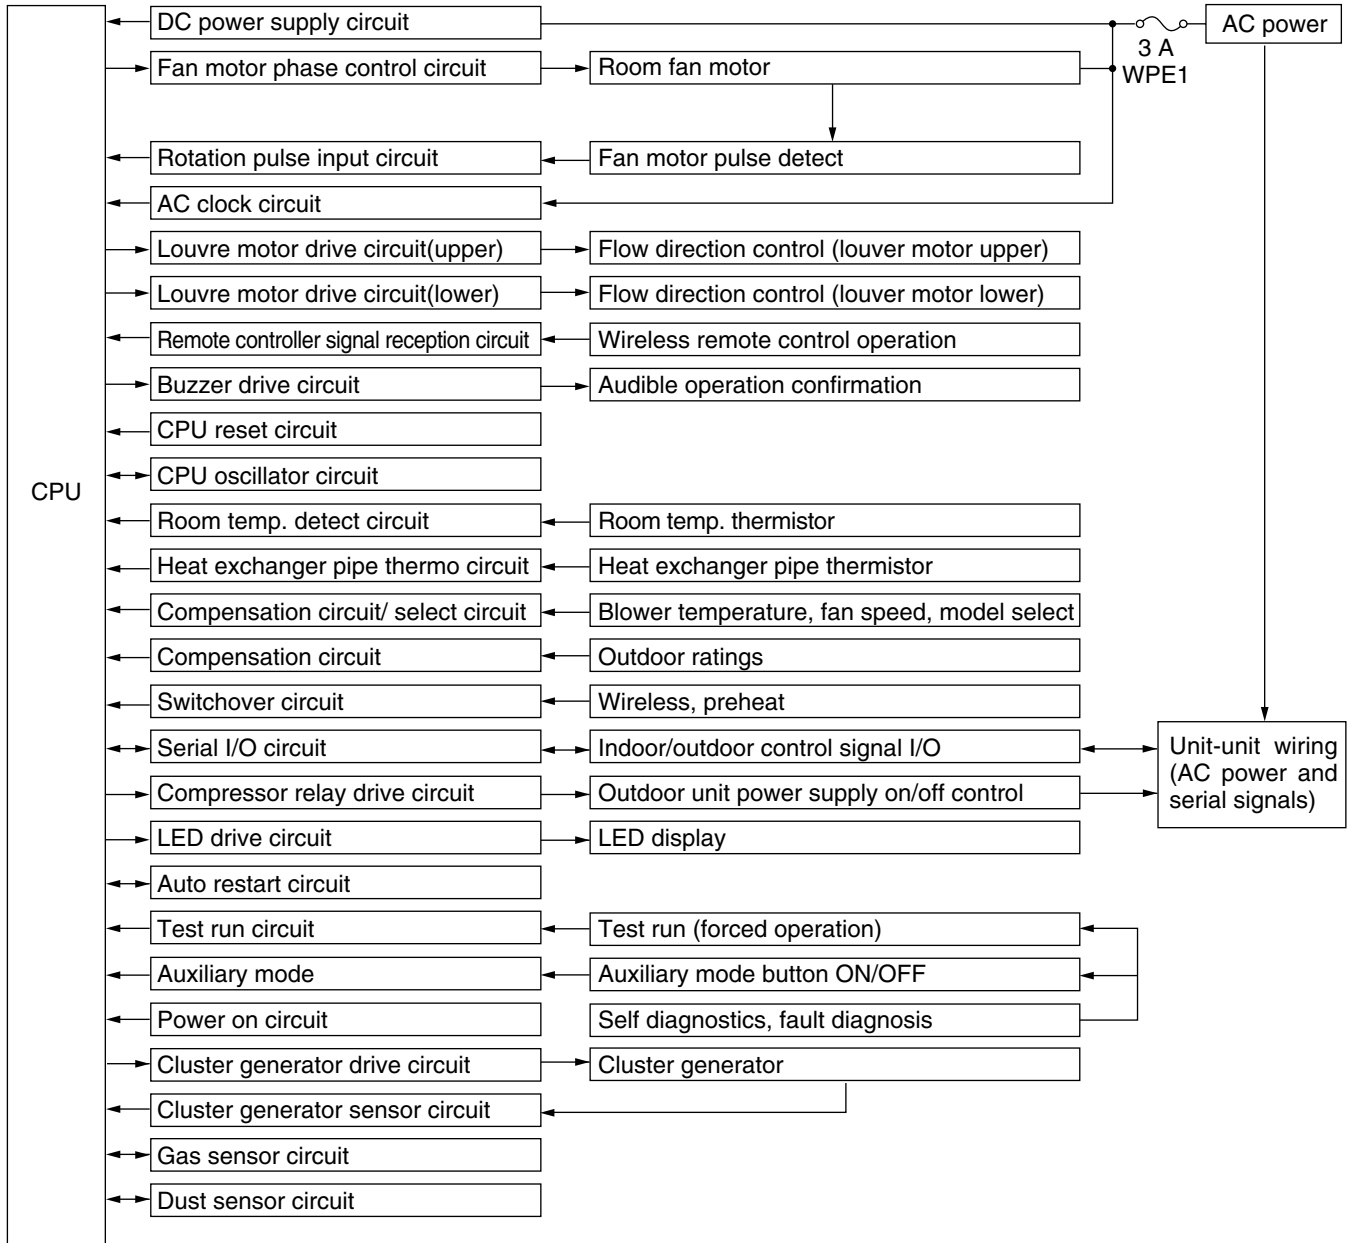 DC power supply circuit
AC power
3 A
WPE1
Fan motor phase control circuit
Room fan motor
Rotation pulse input circuit
Fan motor pulse detect
AC clock circuit
Louvre motor drive circuit(upper)
Flow direction control (louver motor upper)
Louvre motor drive circuit(lower)
Flow direction control (louver motor lower)
Remote controller signal reception circuit
Wireless remote control operation
Buzzer drive circuit
Audible operation confirmation
CPU reset circuit
CPU oscillator circuit
CPU
Room temp. detect circuit
Room temp. thermistor
Heat exchanger pipe thermo circuit
Heat exchanger pipe thermistor
Compensation circuit/ select circuit
Blower temperature, fan speed, model select
Compensation circuit
Outdoor ratings
Switchover circuit
Wireless, preheat
Serial I/O circuit
Indoor/outdoor control signal I/O
Unit-unit wiring
(AC power and
serial signals)
Compressor relay drive circuit
Outdoor unit power supply on/off control
LED drive circuit
LED display
Auto restart circuit
Test run circuit
Test run (forced operation)
Auxiliary mode
Auxiliary mode button ON/OFF
Power on circuit
Self diagnostics, fault diagnosis
Cluster generator drive circuit
Cluster generator
Cluster generator sensor circuit
Gas sensor circuit
Dust sensor circuit